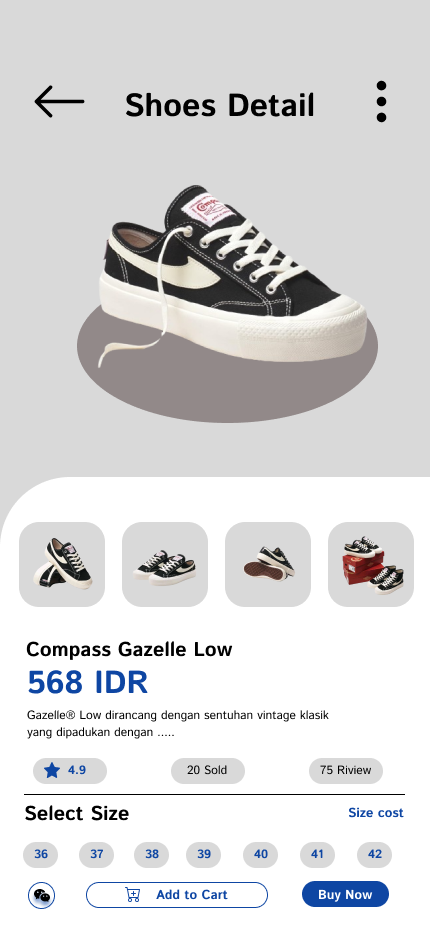 Shoes Detail
Compass Gazelle Low
568 IDR
Gazelle® Low dirancang dengan sentuhan vintage klasik
yang dipadukan dengan .....
4.9
20 Sold
75 Riview
Select Size
Size cost
36
37
38
39
40
41
42
Add to Cart
Buy Now